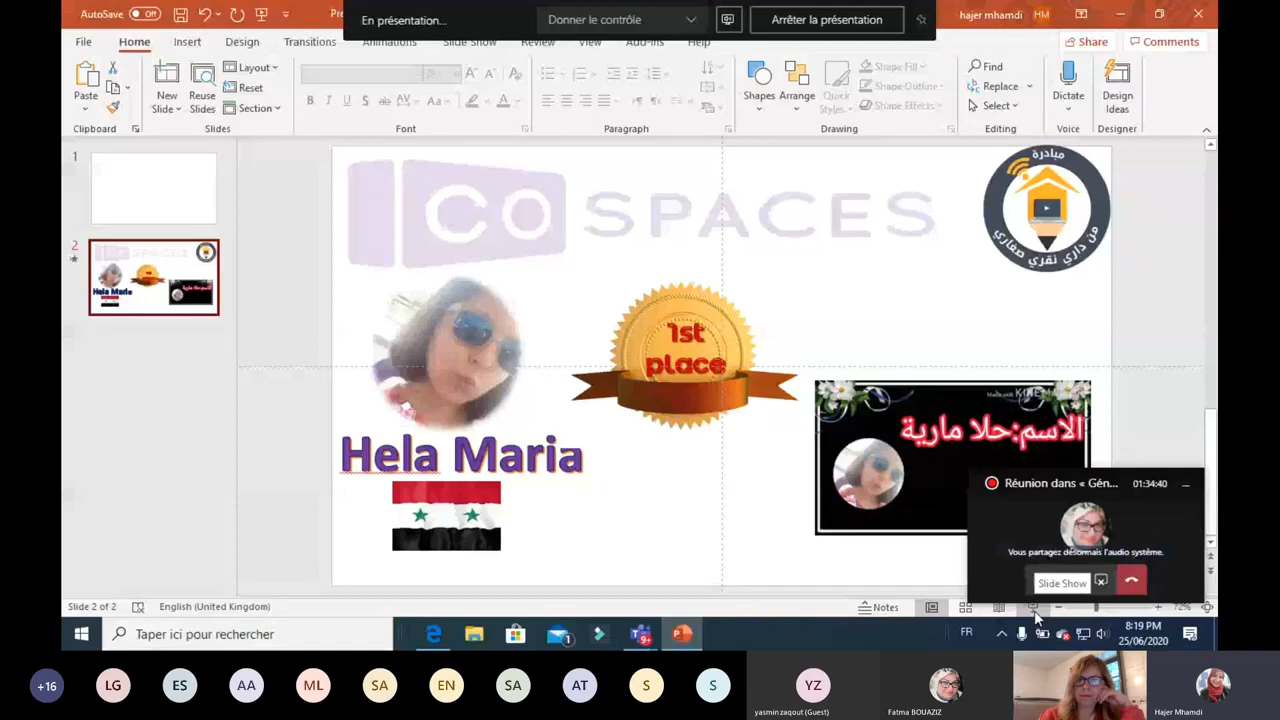 AutoSave Off
Pre
En présentation...
Donner le contrôle
Arrêter la présentation
hajer mhamdi
HM
File
Home
Insert
Design
Transitions
Animations
Slide Show
Review
View
Add-ins
Help
Share
Comments
Paste
New Slide
Reuse Slides
Layout
Reset
Section
Shapes
Arrange
Quick Styles
Shape Fill
Shape Outline
Shape Effects
Find
Replace
Select
Dictate
Design Ideas
Clipboard
Slides
Font
Paragraph
Drawing
Editing
Voice
Designer
1
2
CO SPACES
مبادرة
من داري نقري صغاري
1st
place
KINEMA
الاسم:حلا مارية
Hela Maria
Réunion dans « Gén...
01:34:40
Vous partagez désormais l'audio système.
Slide Show
Slide 2 of 2
English (United Kingdom)
Notes
72%
Taper ici pour rechercher
1
9+
FR
8:19 PM
25/06/2020
+16
LG
ES
AA
ML
SA
EN
SA
AT
S
S
YZ
yasmin zaqout (Guest)
Fatma BOUAZIZ
Hajer Mhamdi